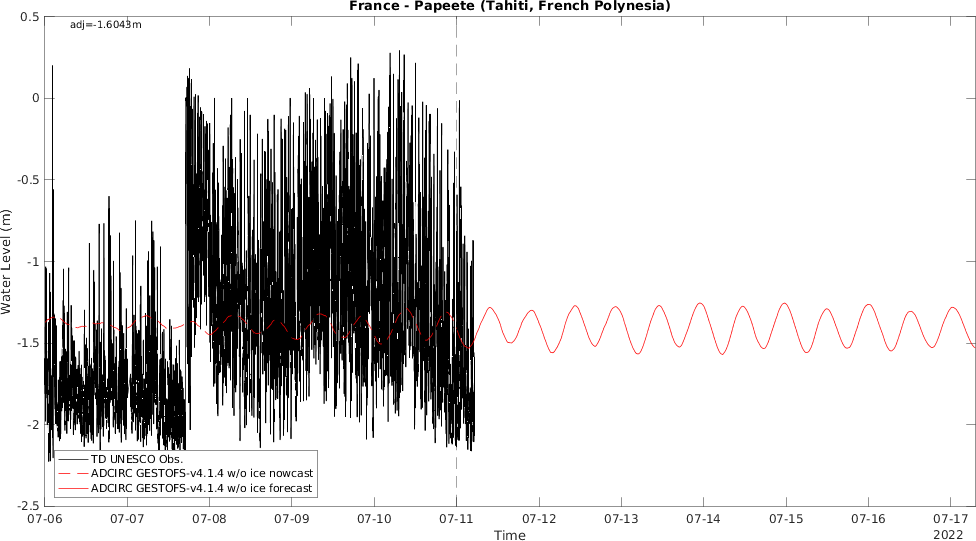 France - Papeete (Tahiti, French Polynesia)
adj=-1.6043m
0.5
0
-0.5
-1
-1.5
-2
-2.5
Water Level (m)
TD UNESCO Obs.
ADCIRC GESTOFS-v4.1.4 w/o ice nowcast
ADCIRC GESTOFS-v4.1.4 w/o ice forecast
07-06 07-07 07-08 07-09 07-10 07-11 07-12 07-13 07-14 07-15 07-16 07-17
Time
2022